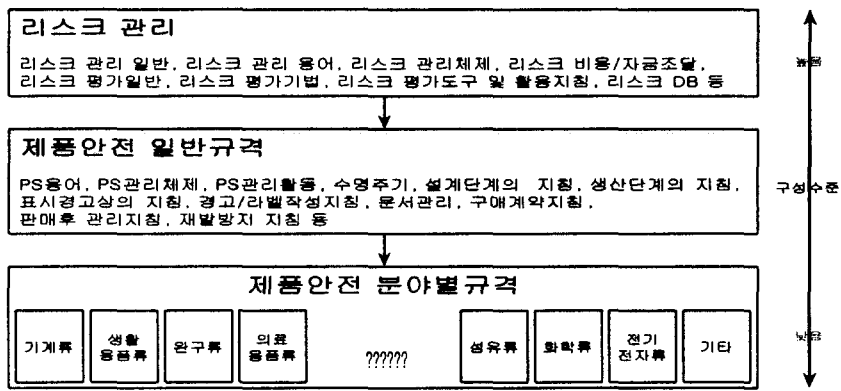 리스크 관리
리스크 관리 일반, 리스크 관리 용어, 리스크 관리체제, 리스크 비용/자금조달,
리스크 평가일반, 리스크 평가기법, 리스크 평가도구 및 활용지침, 리스크 DB 등
높음
제품안전 일반규격
PS용어, PS관리체제, PS관리활동, 수명주기, 설계단계의 지침, 생산단계의 지침,
표시경고상의 지침, 경고/라벨작성지침, 문서관리, 구매계약지침,
판매후 관리지침, 재발방지 지침 등
구성수준
제품안전 분야별규격
기계류
생활
용품류
완구류
의료
용품류
??????
섬유류
화학류
전기
전자류
기타
낮음